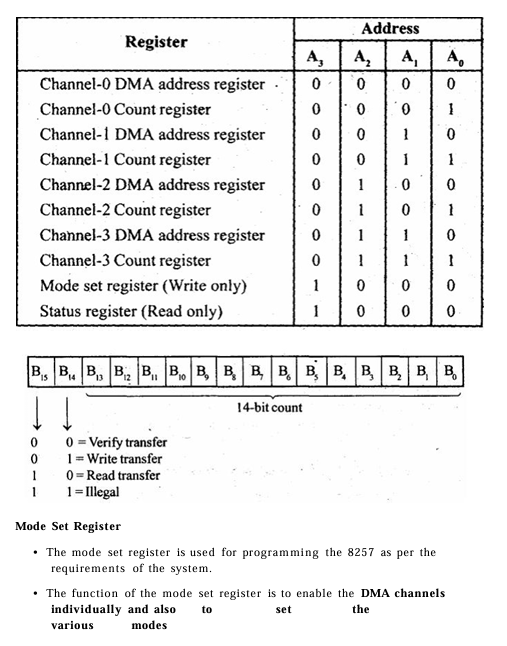 Register Address
A3 A2 A1 A0
Channel-0 DMA address register 0 0 0 0
Channel-0 Count register 0 0 0 1
Channel-1 DMA address register 0 0 1 0
Channel-1 Count register 0 0 1 1
Channel-2 DMA address register 0 1 0 0
Channel-2 Count register 0 1 0 1
Channel-3 DMA address register 0 1 1 0
Channel-3 Count register 0 1 1 1
Mode set register (Write only) 1 0 0 0
Status register (Read only) 1 0 0 0
B15 B14 B13 B12 B11 B10 B9 B8 B7 B6 B5 B4 B3 B2 B1 B0
14-bit count
0 0 = Verify transfer
0 1 = Write transfer
1 0 = Read transfer
1 1 = Illegal
Mode Set Register
• The mode set register is used for programming the 8257 as per the
requirements of the system.
• The function of the mode set register is to enable the DMA channels
individually and also to set the
various modes